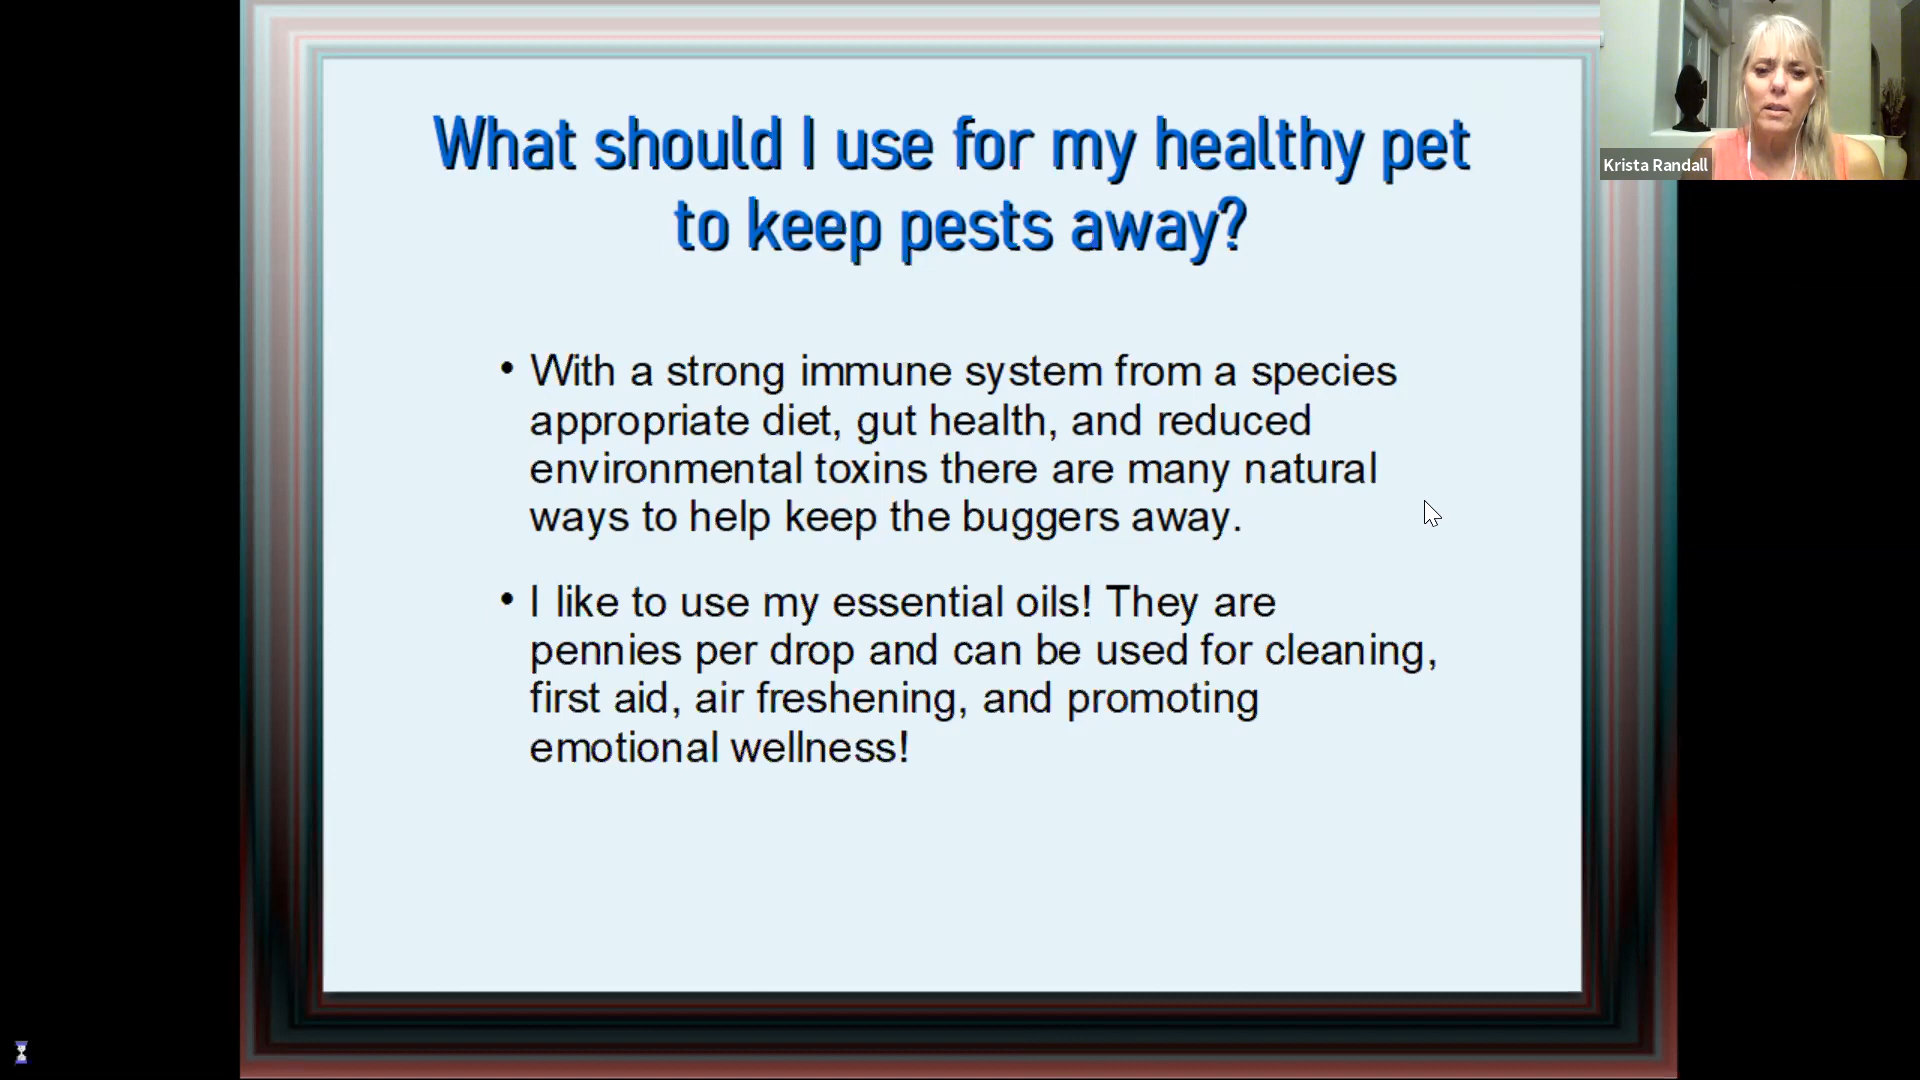 What should I use for my healthy pet
to keep pests away?
Krista Randall
• With a strong immune system from a species
appropriate diet, gut health, and reduced
environmental toxins there are many natural
ways to help keep the buggers away.
• I like to use my essential oils! They are
pennies per drop and can be used for cleaning,
first aid, air freshening, and promoting
emotional wellness!